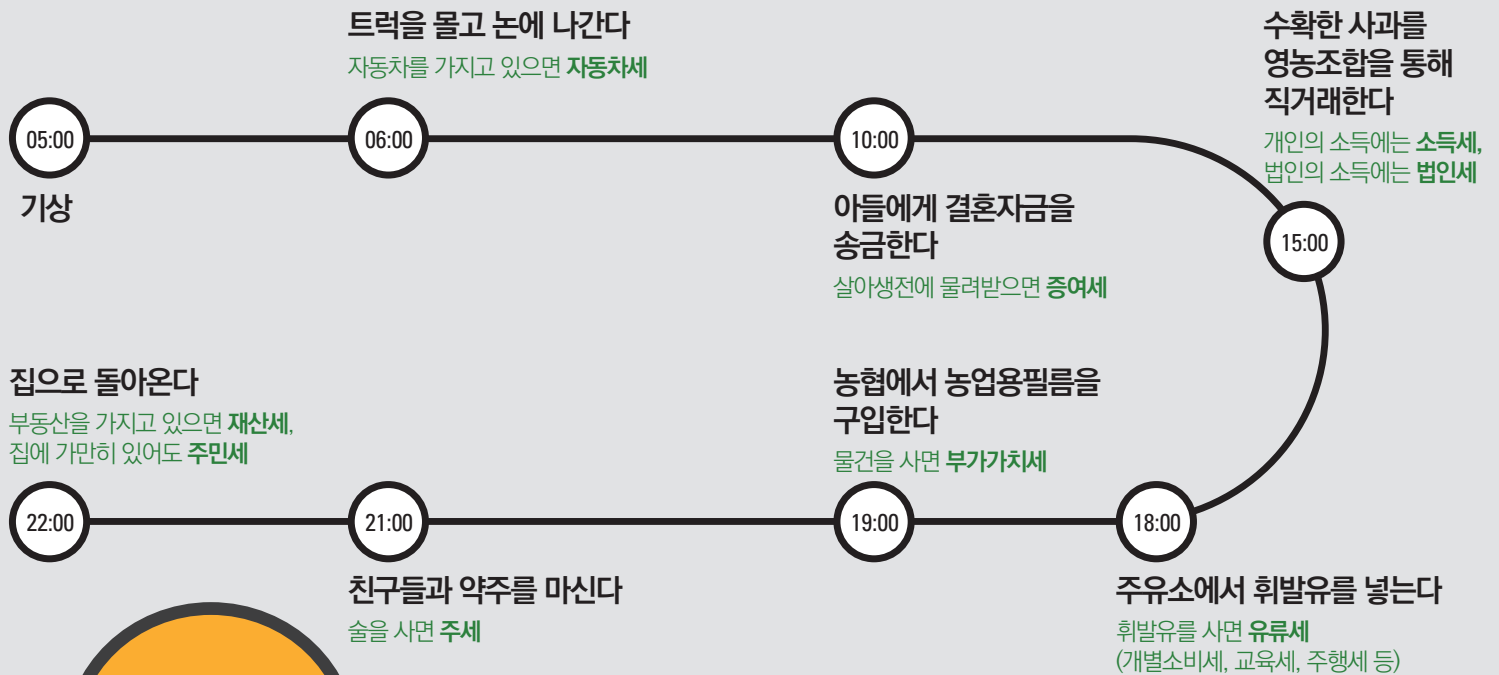 트럭을 몰고 논에 나간다
자동차를 가지고 있으면 자동차세
수확한 사과를
영농조합을 통해
직거래한다
개인의 소득에는 소득세,
법인의 소득에는 법인세
05:00
06:00
10:00
15:00
기상
아들에게 결혼자금을
송금한다
살아생전에 물려받으면 증여세
집으로 돌아온다
부동산을 가지고 있으면 재산세,
집에 가만히 있어도 주민세
농협에서 농업용필름을
구입한다
물건을 사면 부가가치세
22:00
21:00
19:00
18:00
친구들과 약주를 마신다
술을 사면 주세
주유소에서 휘발유를 넣는다
휘발유를 사면 유류세
(개별소비세, 교육세, 주행세 등)